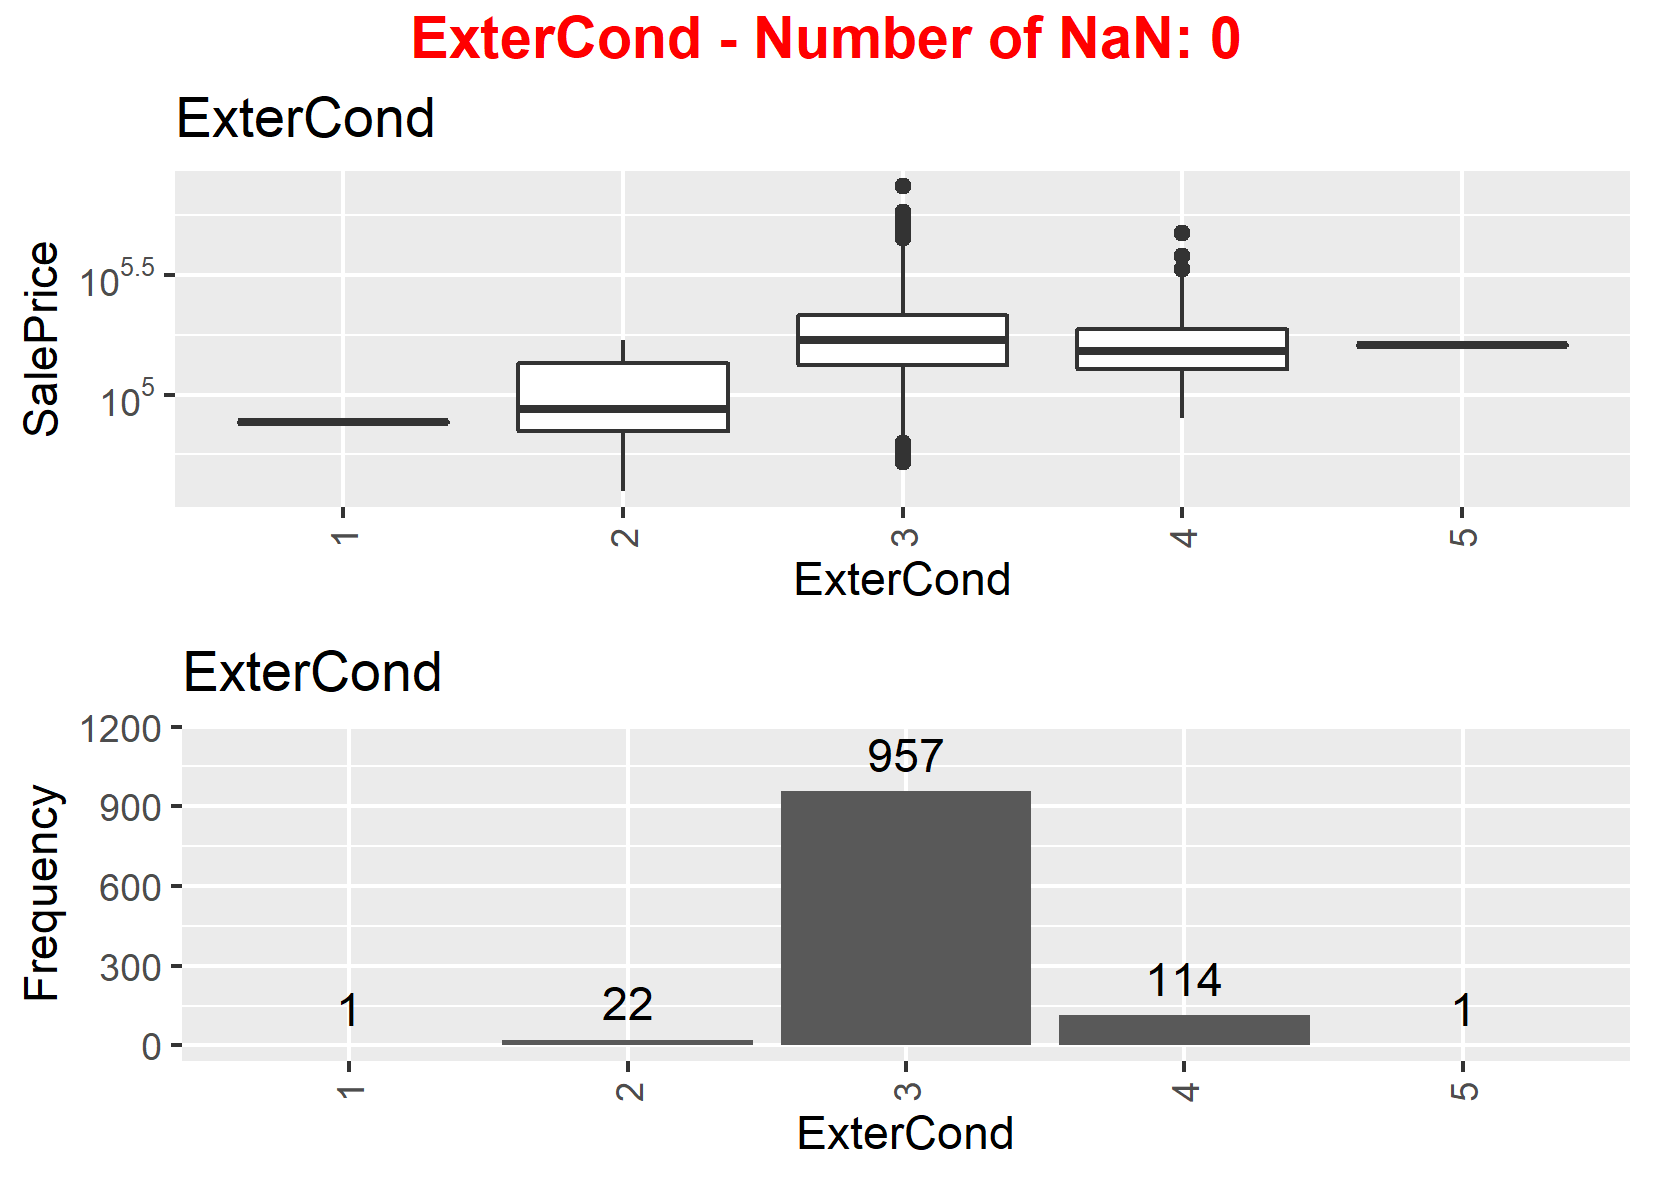 ExterCond - Number of NaN: 0
ExterCond
SalePrice
10^5.5
10^5
1 2 3 4 5
ExterCond
ExterCond
Frequency
1200
900
600
300
0
957
114
22
1 1
1 2 3 4 5
ExterCond